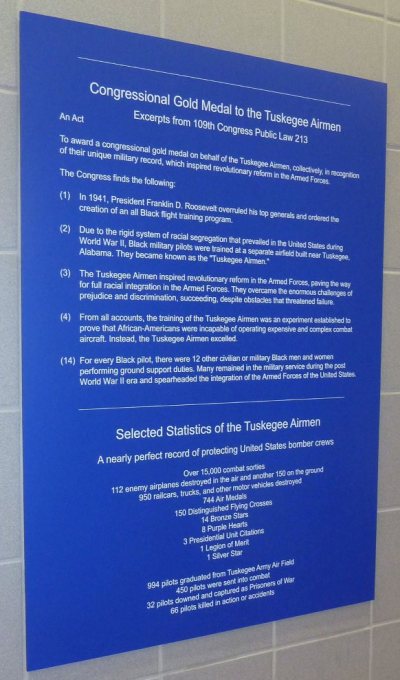 Congressional Gold Medal to the Tuskegee Airmen
Excerpts from 109th Congress Public Law 213
An Act
To award a congressional gold medal on behalf of the Tuskegee Airmen, collectively, in recognition
of their unique military record, which inspired revolutionary reform in the Armed Forces.
The Congress finds the following:
(1) In 1941, President Franklin D. Roosevelt overruled his top generals and ordered the
creation of an all Black flight training program.
(2) Due to the rigid system of racial segregation that prevailed in the United States during
World War II, Black military pilots were trained at a separate airfield built near Tuskegee,
Alabama. They became known as the "Tuskegee Airmen."
(3) The Tuskegee Airmen inspired revolutionary reform in the Armed Forces, paving the way
for full racial integration in the Armed Forces. They overcame the enormous challenges of
prejudice and discrimination, succeeding, despite obstacles that threatened failure.
(4) From all accounts, the training of the Tuskegee Airmen was an experiment established to
prove that African-Americans were incapable of operating expensive and complex combat
aircraft. Instead, the Tuskegee Airmen excelled.
(14) For every Black pilot, there were 12 other civilian or military Black men and women
performing ground support duties. Many remained in the military service during the post
World War II era and spearheaded the integration of the Armed Forces of the United States.
Selected Statistics of the Tuskegee Airmen
A nearly perfect record of protecting United States bomber crews
Over 15,000 combat sorties
112 enemy airplanes destroyed in the air and another 150 on the ground
950 railcars, trucks, and other motor vehicles destroyed
744 Air Medals
150 Distinguished Flying Crosses
14 Bronze Stars
8 Purple Hearts
3 Presidential Unit Citations
1 Legion of Merit
1 Silver Star
994 pilots graduated from Tuskegee Army Air Field
450 pilots were sent into combat
32 pilots downed and captured as Prisoners of War
66 pilots killed in action or accidents